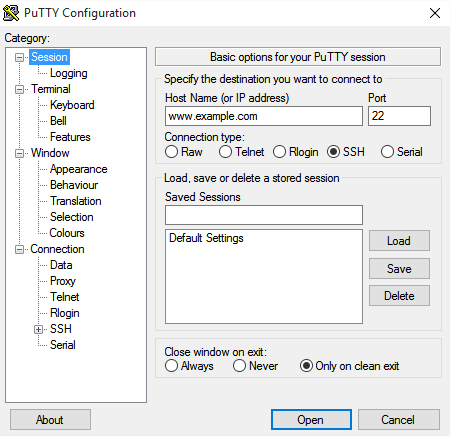 PuTTY Configuration
Category:
Session
Logging
Terminal
Keyboard
Bell
Features
Window
Appearance
Behaviour
Translation
Selection
Colours
Connection
Data
Proxy
Telnet
Rlogin
SSH
Serial
Basic options for your PuTTY session
Specify the destination you want to connect to
Host Name (or IP address) Port
www.example.com 22
Connection type:
Raw Telnet Rlogin SSH Serial
Load, save or delete a stored session
Saved Sessions
Default Settings
Load
Save
Delete
Close window on exit:
Always Never Only on clean exit
About Open Cancel